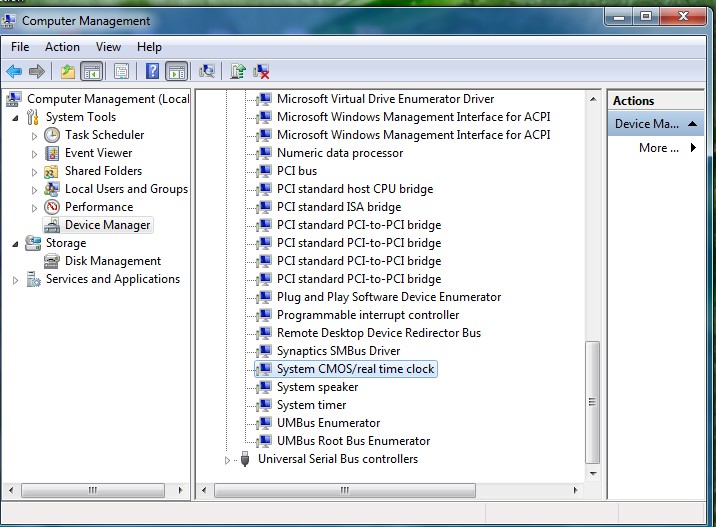 Computer Management
File Action View Help
Computer Management (Local
System Tools
Task Scheduler
Event Viewer
Shared Folders
Local Users and Groups
Performance
Device Manager
Storage
Disk Management
Services and Applications
Microsoft Virtual Drive Enumerator Driver
Microsoft Windows Management Interface for ACPI
Microsoft Windows Management Interface for ACPI
Numeric data processor
PCI bus
PCI standard host CPU bridge
PCI standard ISA bridge
PCI standard PCI-to-PCI bridge
PCI standard PCI-to-PCI bridge
PCI standard PCI-to-PCI bridge
PCI standard PCI-to-PCI bridge
Plug and Play Software Device Enumerator
Programmable interrupt controller
Remote Desktop Device Redirector Bus
Synaptics SMBus Driver
System CMOS/real time clock
System speaker
System timer
UMBus Enumerator
UMBus Root Bus Enumerator
Universal Serial Bus controllers
Actions
Device Ma...
More ...